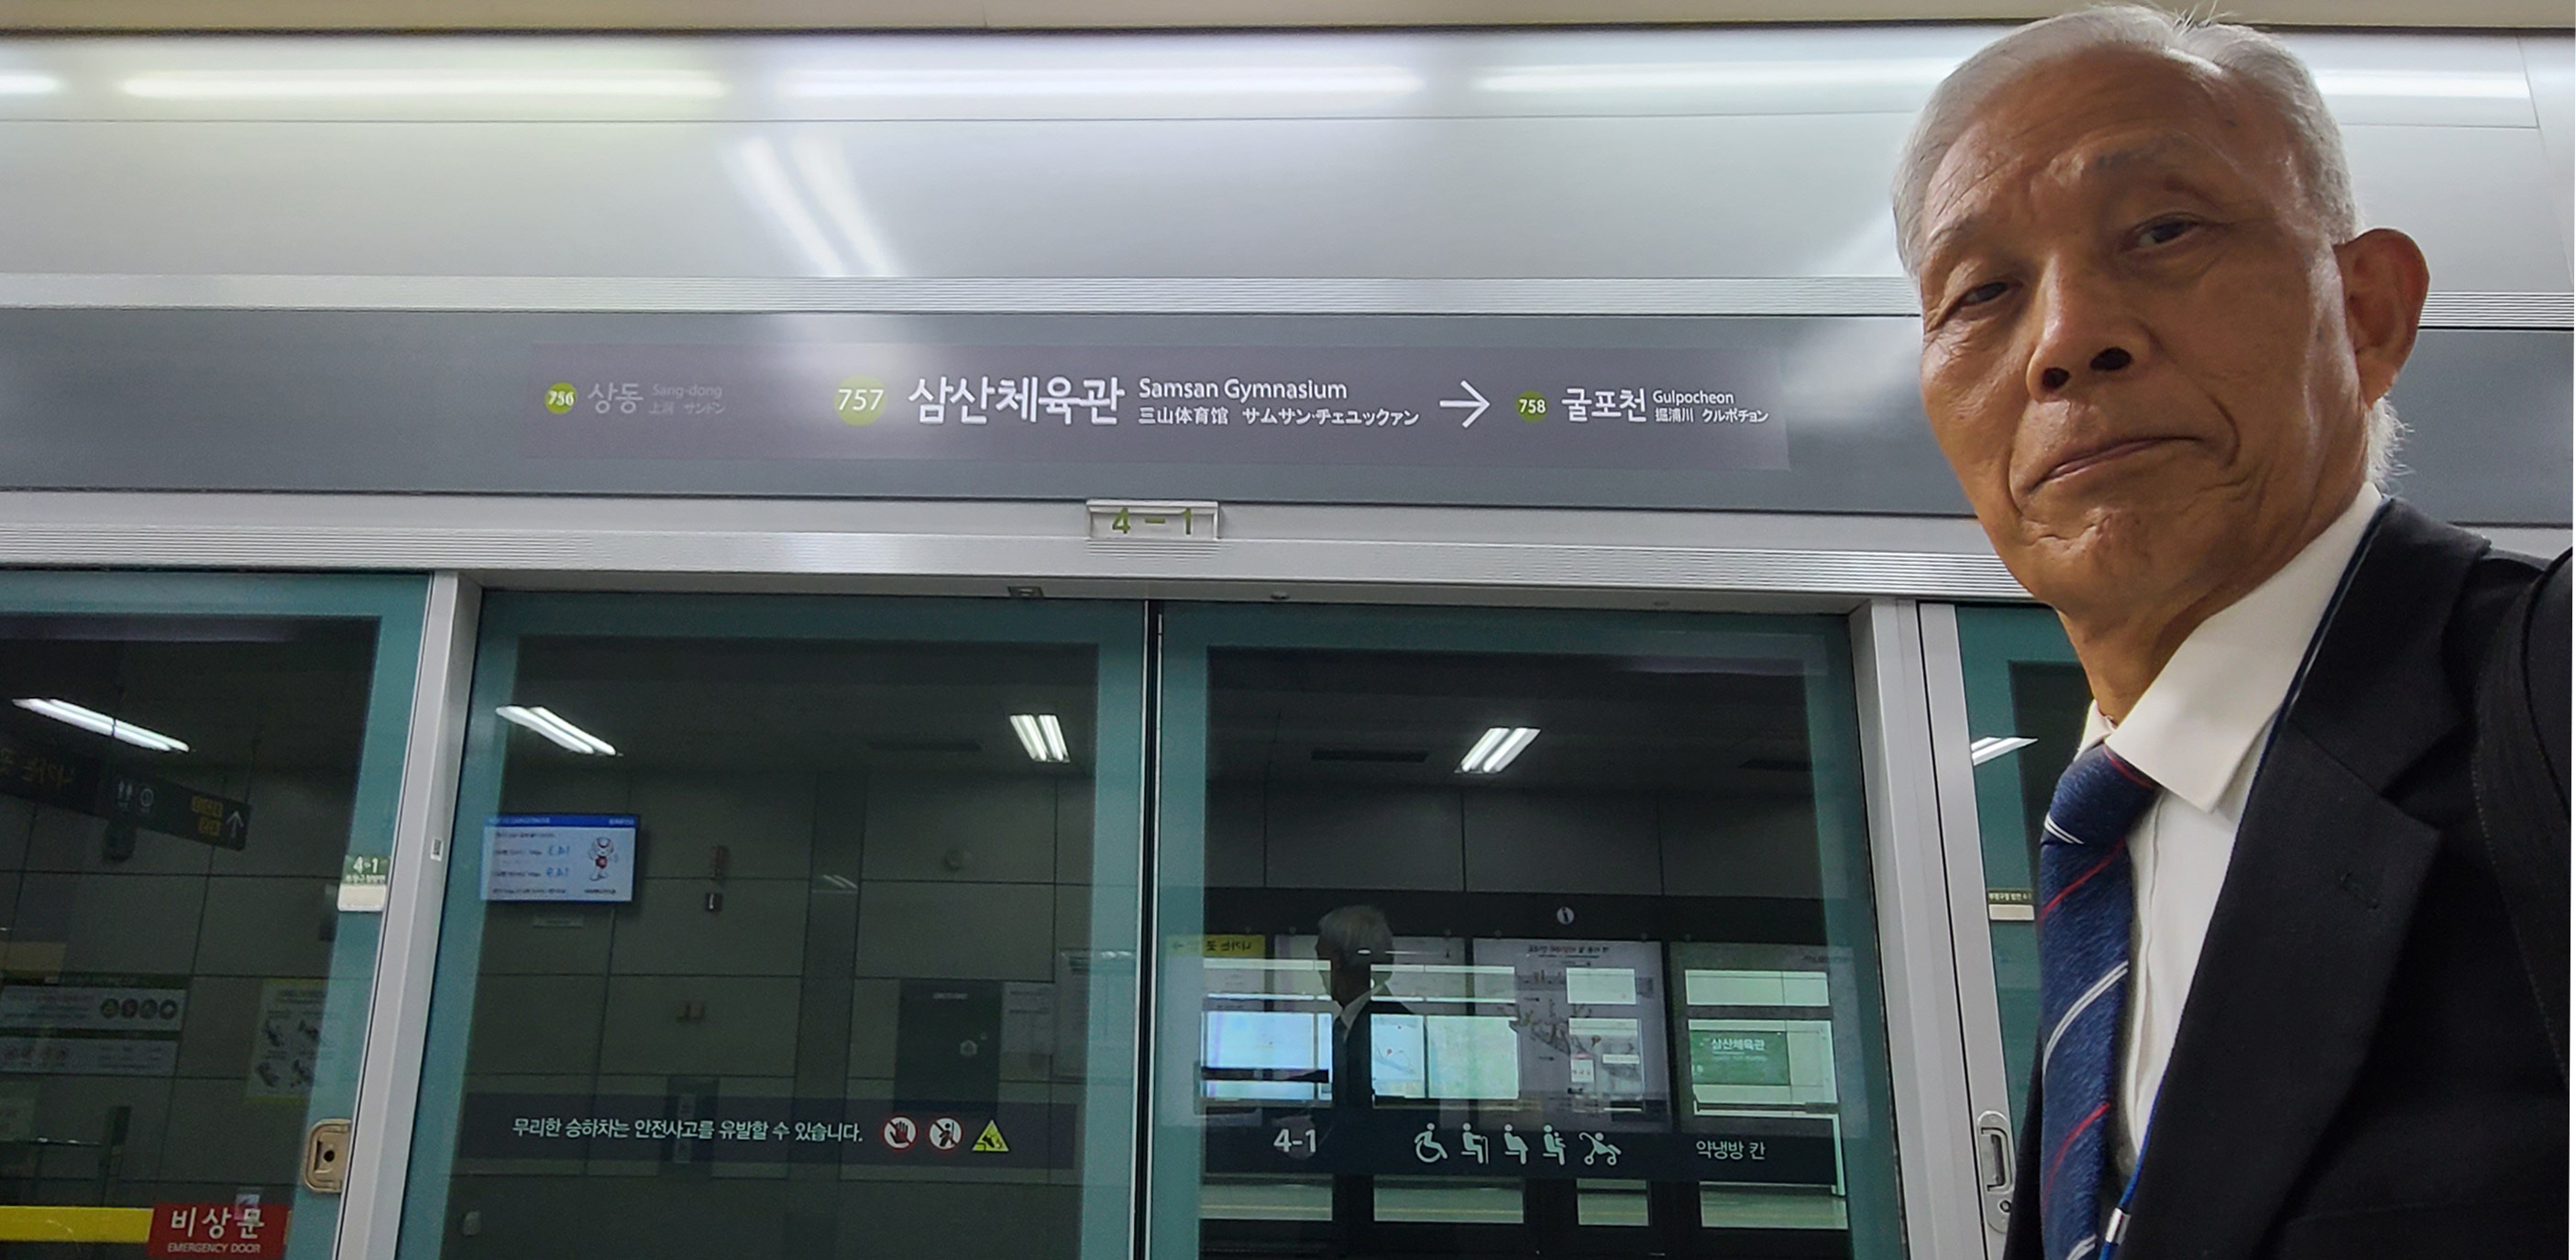 756 상동 Sang-dong
上洞 サンドン
757 삼산체육관 Samsan Gymnasium
三山体育馆 サムサン·チェユックァン
→ 758 굴포천 Gulpocheon
掘浦川 クルポチョン
4-1
4-1
삼산체육관
무리한 승하차는 안전사고를 유발할 수 있습니다.
4-1
약냉방 칸
비상문
EMERGENCY DOOR